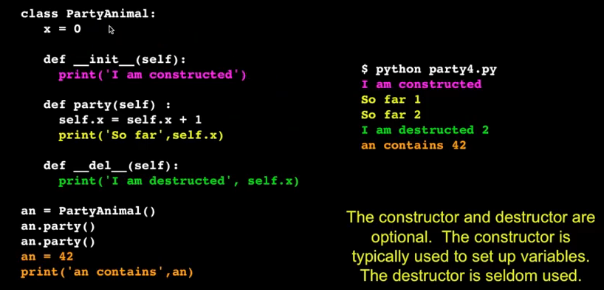 class PartyAnimal:
   x = 0

   def __init__(self):
     print('I am constructed')

   def party(self) :
     self.x = self.x + 1
     print('So far',self.x)

   def __del__(self):
     print('I am destructed', self.x)

an = PartyAnimal()
an.party()
an.party()
an = 42
print('an contains',an)

$ python party4.py
I am constructed
So far 1
So far 2
I am destructed 2
an contains 42

The constructor and destructor are
optional.  The constructor is
typically used to set up variables.
The destructor is seldom used.